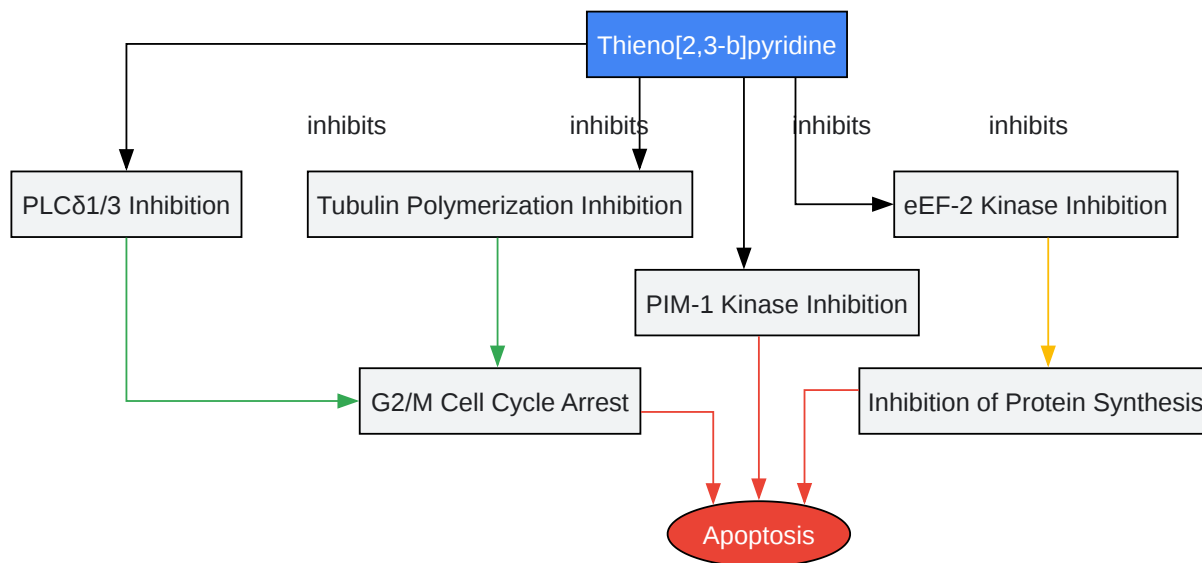 Thieno[2,3-b]pyridine
inhibits
inhibits
inhibits
inhibits
PLCδ1/3 Inhibition
Tubulin Polymerization Inhibition
eEF-2 Kinase Inhibition
PIM-1 Kinase Inhibition
G2/M Cell Cycle Arrest
Inhibition of Protein Synthesis
Apoptosis